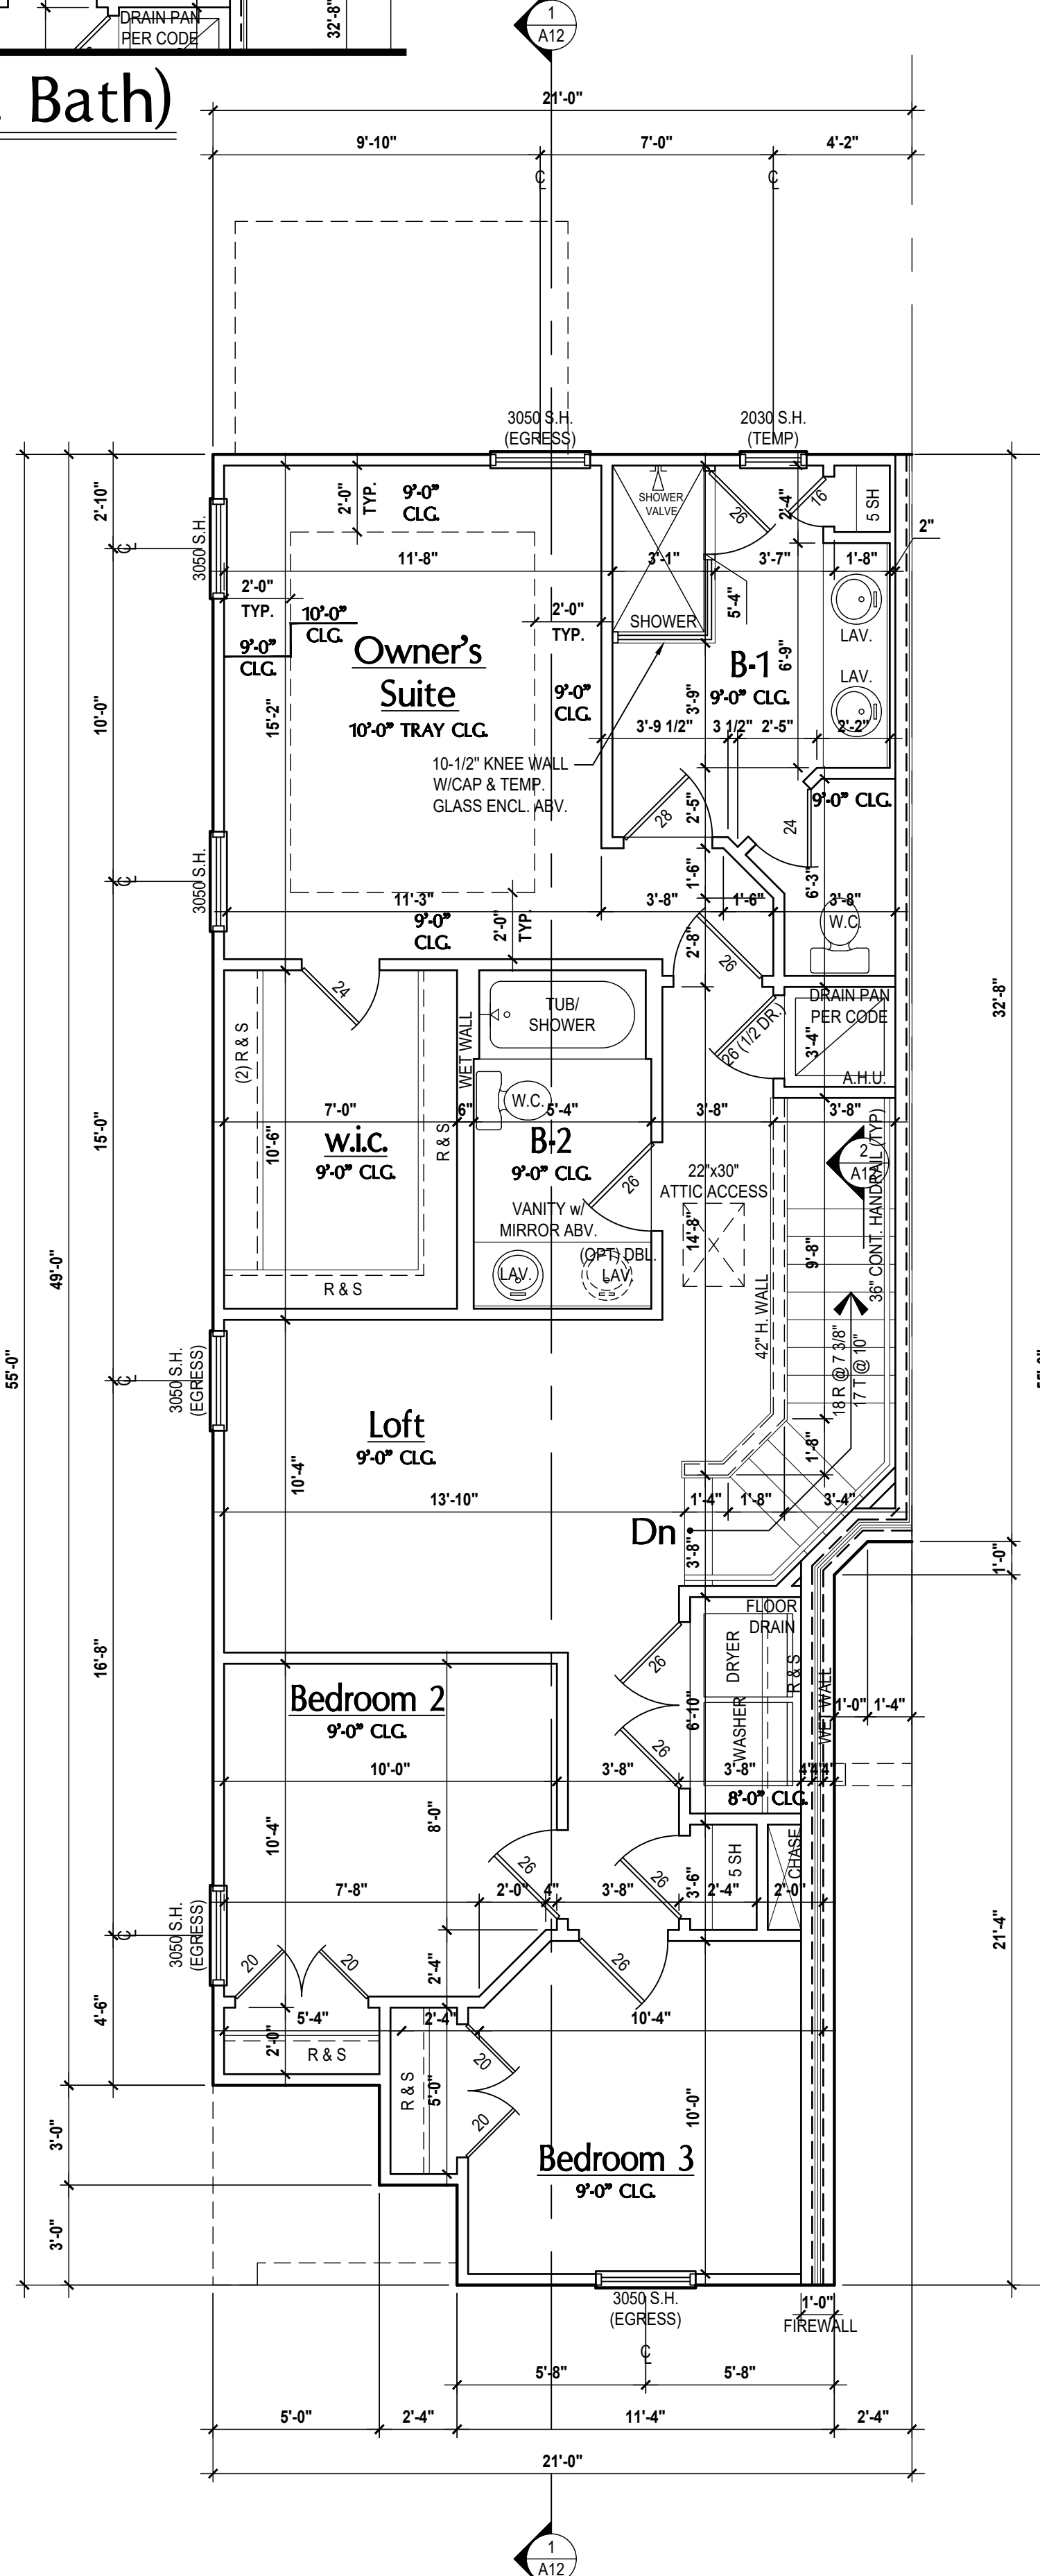 DRAIN PAN
PER CODE
32'-8"
Bath)
1
A12
21'-0"
9'-10"
7'-0"
4'-2"
3050 S.H.
(EGRESS)
2030 S.H.
(TEMP)
2'-10"
3050 S.H.
2'-0"
TYP.
9'-0"
CLG.
SHOWER
VALVE
26
2'-4"
16
5 SH
2"
11'-8"
3'-1"
3'-7"
1'-8"
2'-0"
TYP.
10'-0"
CLG.
2'-0"
TYP.
5'-4"
SHOWER
LAV.
9'-0"
CLG.
Owner's
Suite
10'-0" TRAY CLG.
15'-2"
10'-0"
9'-0"
CLG.
B-1
9'-0" CLG.
6'-9"
LAV.
3'-9"
3'-9 1/2"
3 1/2"
2'-5"
2'-2"
10-1/2" KNEE WALL
W/CAP & TEMP.
GLASS ENCL. ABV.
9'-0" CLG.
28
2'-5"
24
3050 S.H.
1'-6"
6'-3"
11'-3"
3'-8"
1'-6"
3'-8"
9'-0"
CLG.
2'-0"
TYP.
2'-8"
W.C.
26
24
DRAIN PAN
PER CODE
26 (1/2 DR.)
3'-4"
A.H.U.
32'-8"
(2) R & S
WET WALL
TUB/
SHOWER
W.C.
7'-0"
6"
5'-4"
3'-8"
3'-8"
15'-0"
10'-6"
W.I.C.
9'-0" CLG.
R & S
B-2
9'-0" CLG.
26
22"x30"
ATTIC ACCESS
2
A12
36" CONT. HANDRAIL (TYP)
VANITY w/
MIRROR ABV.
14'-8"
9'-8"
(OPT) DBL.
LAV.
LAV.
R & S
42" H. WALL
49'-0"
55'-0"
3050 S.H.
(EGRESS)
18 R @ 7 3/8"
17 T @ 10"
Loft
9'-0" CLG.
10'-4"
1'-8"
13'-10"
1'-4"
1'-8"
3'-4"
Dn
3'-8"
1'-0"
16'-8"
FLOOR
DRAIN
DRYER
R & S
26
Bedroom 2
9'-0" CLG.
6'-10"
WASHER
WET WALL
1'-0"
1'-4"
26
10'-0"
3'-8"
3'-8"
8'-0" CLG.
10'-4"
8'-0"
26
26
5 SH
CHASE
7'-8"
2'-0"
4"
3'-8"
3'-6"
2'-4"
2'-0"
3050 S.H.
(EGRESS)
21'-4"
20
20
2'-4"
26
4'-6"
5'-4"
2'-4"
10'-4"
2'-0"
R & S
20
R & S
5'-0"
20
10'-0"
3'-0"
Bedroom 3
9'-0" CLG.
3'-0"
3050 S.H.
(EGRESS)
1'-0"
FIREWALL
5'-8"
5'-8"
5'-0"
2'-4"
11'-4"
2'-4"
21'-0"
1
A12